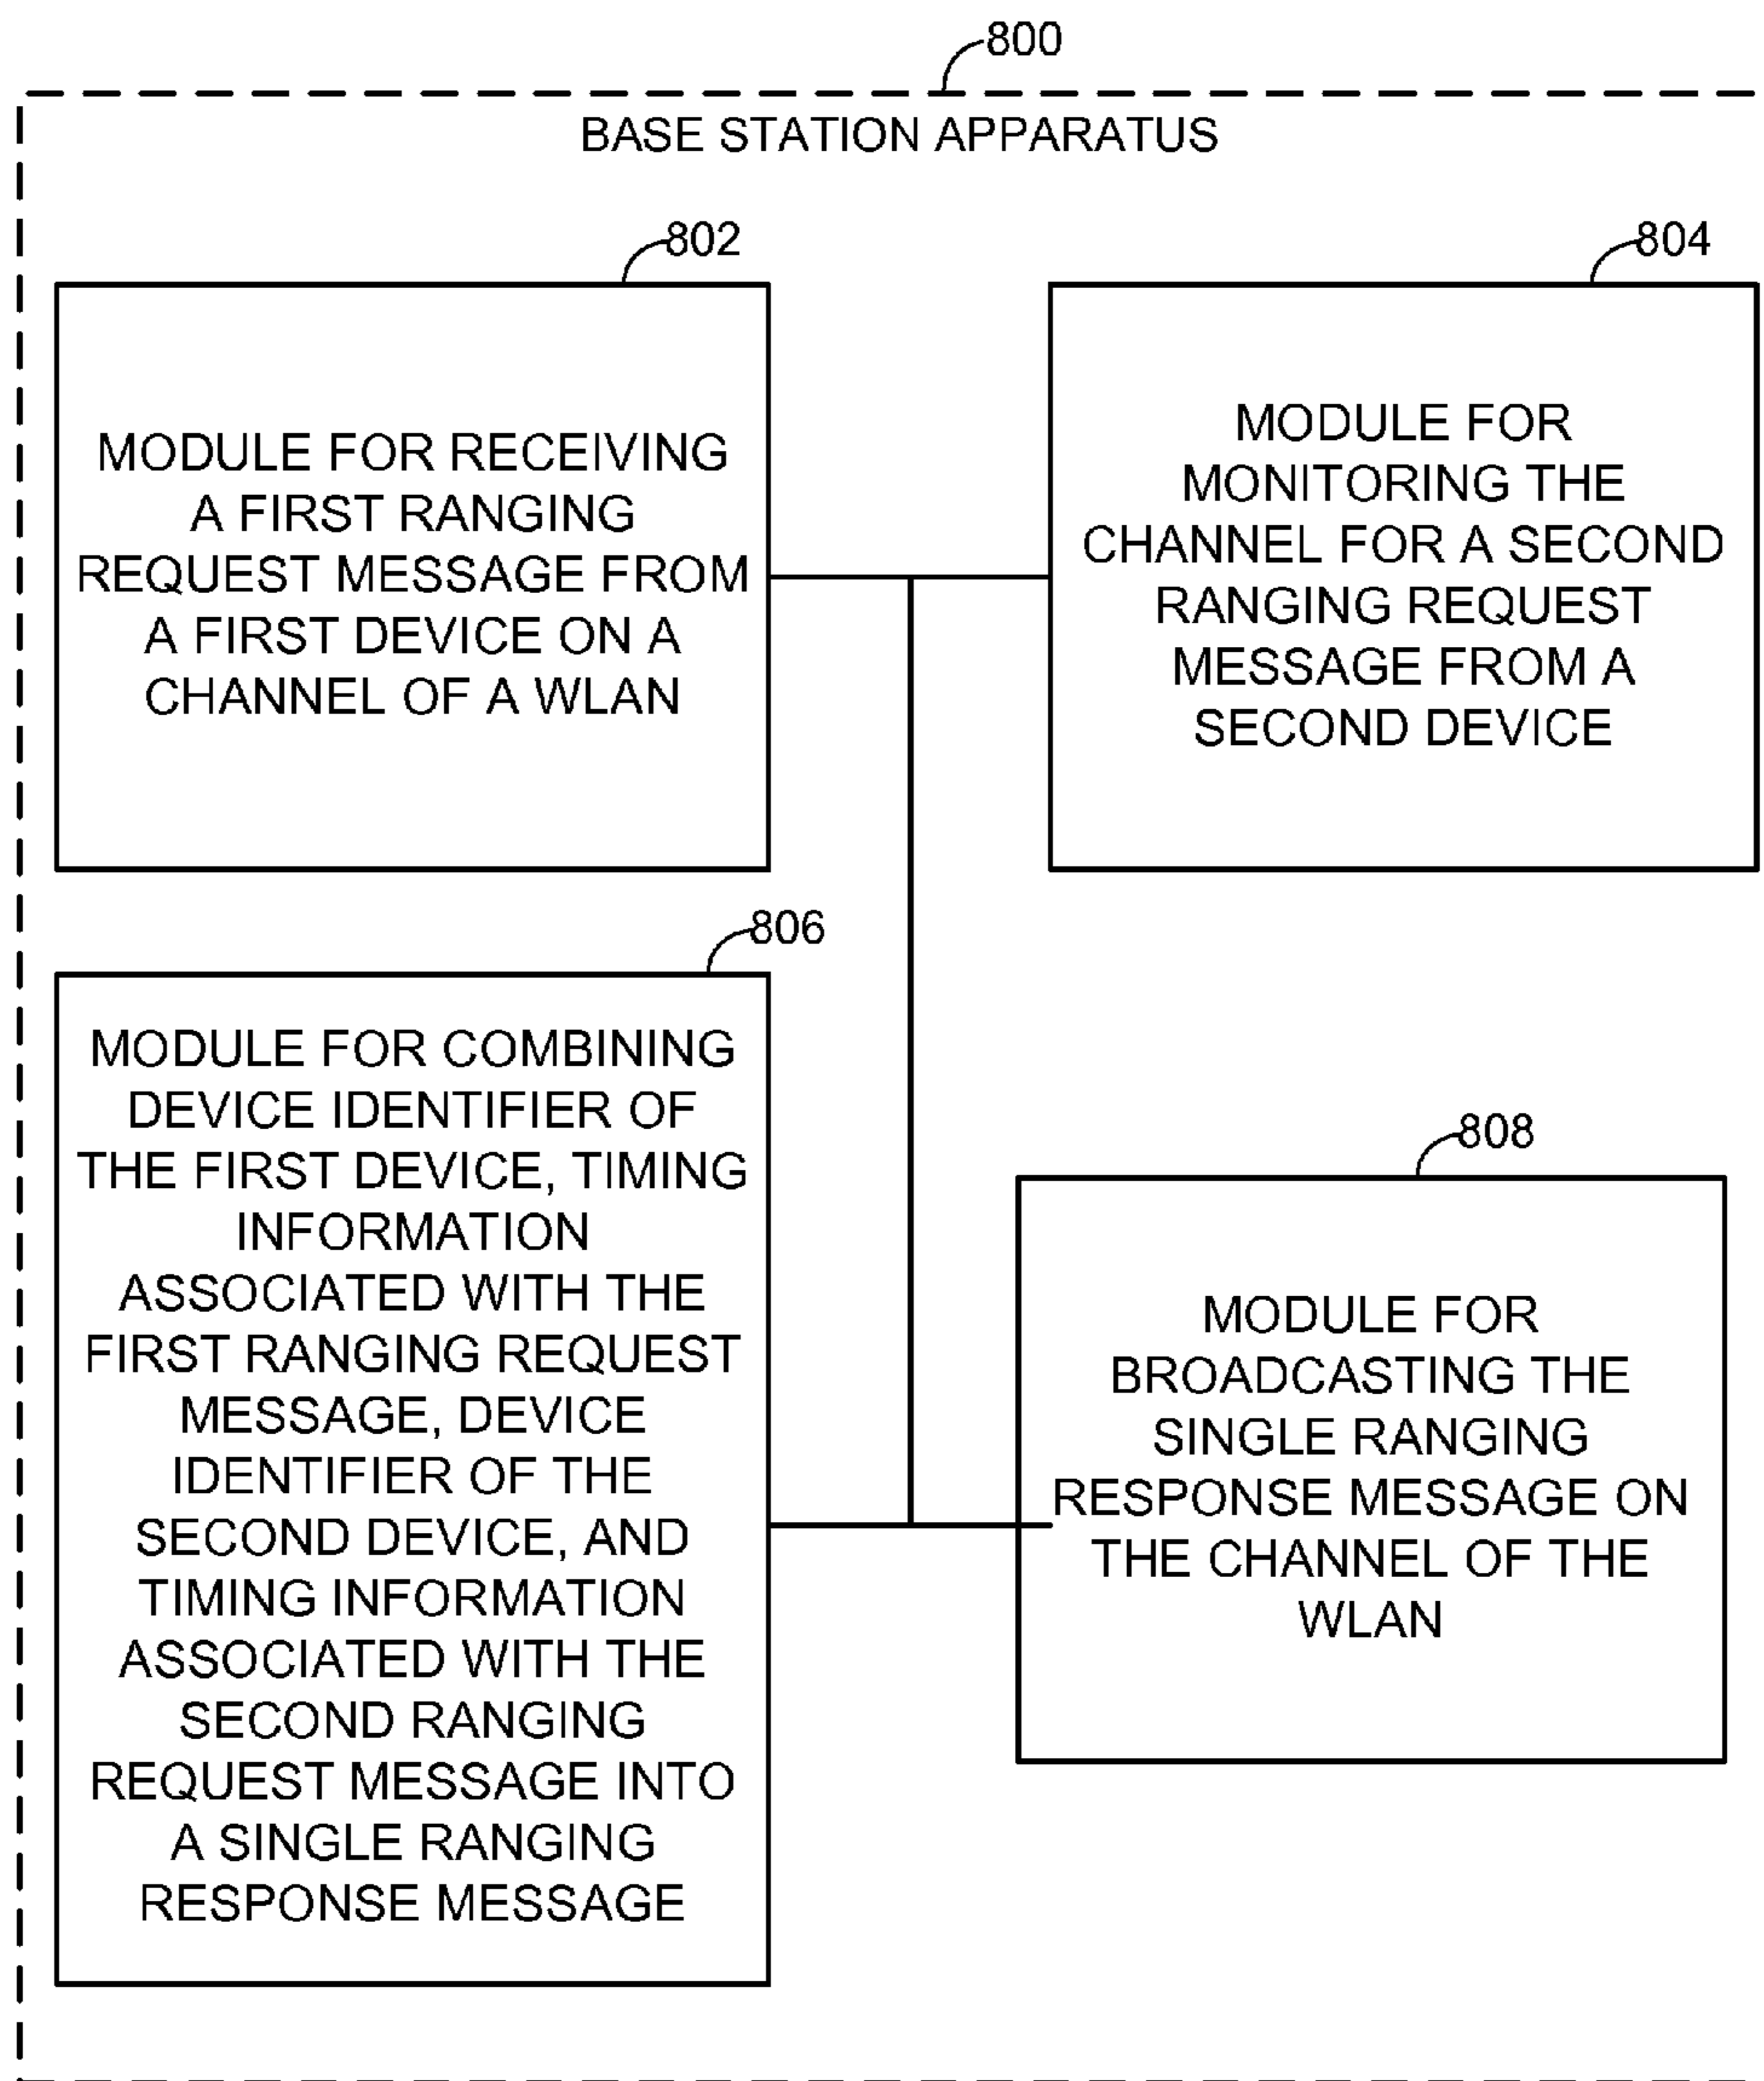 800
BASE STATION APPARATUS
802
MODULE FOR RECEIVING
A FIRST RANGING
REQUEST MESSAGE FROM
A FIRST DEVICE ON A
CHANNEL OF A WLAN
804
MODULE FOR
MONITORING THE
CHANNEL FOR A SECOND
RANGING REQUEST
MESSAGE FROM A
SECOND DEVICE
806
MODULE FOR COMBINING
DEVICE IDENTIFIER OF
THE FIRST DEVICE, TIMING
INFORMATION
ASSOCIATED WITH THE
FIRST RANGING REQUEST
MESSAGE, DEVICE
IDENTIFIER OF THE
SECOND DEVICE, AND
TIMING INFORMATION
ASSOCIATED WITH THE
SECOND RANGING
REQUEST MESSAGE INTO
A SINGLE RANGING
RESPONSE MESSAGE
808
MODULE FOR
BROADCASTING THE
SINGLE RANGING
RESPONSE MESSAGE ON
THE CHANNEL OF THE
WLAN